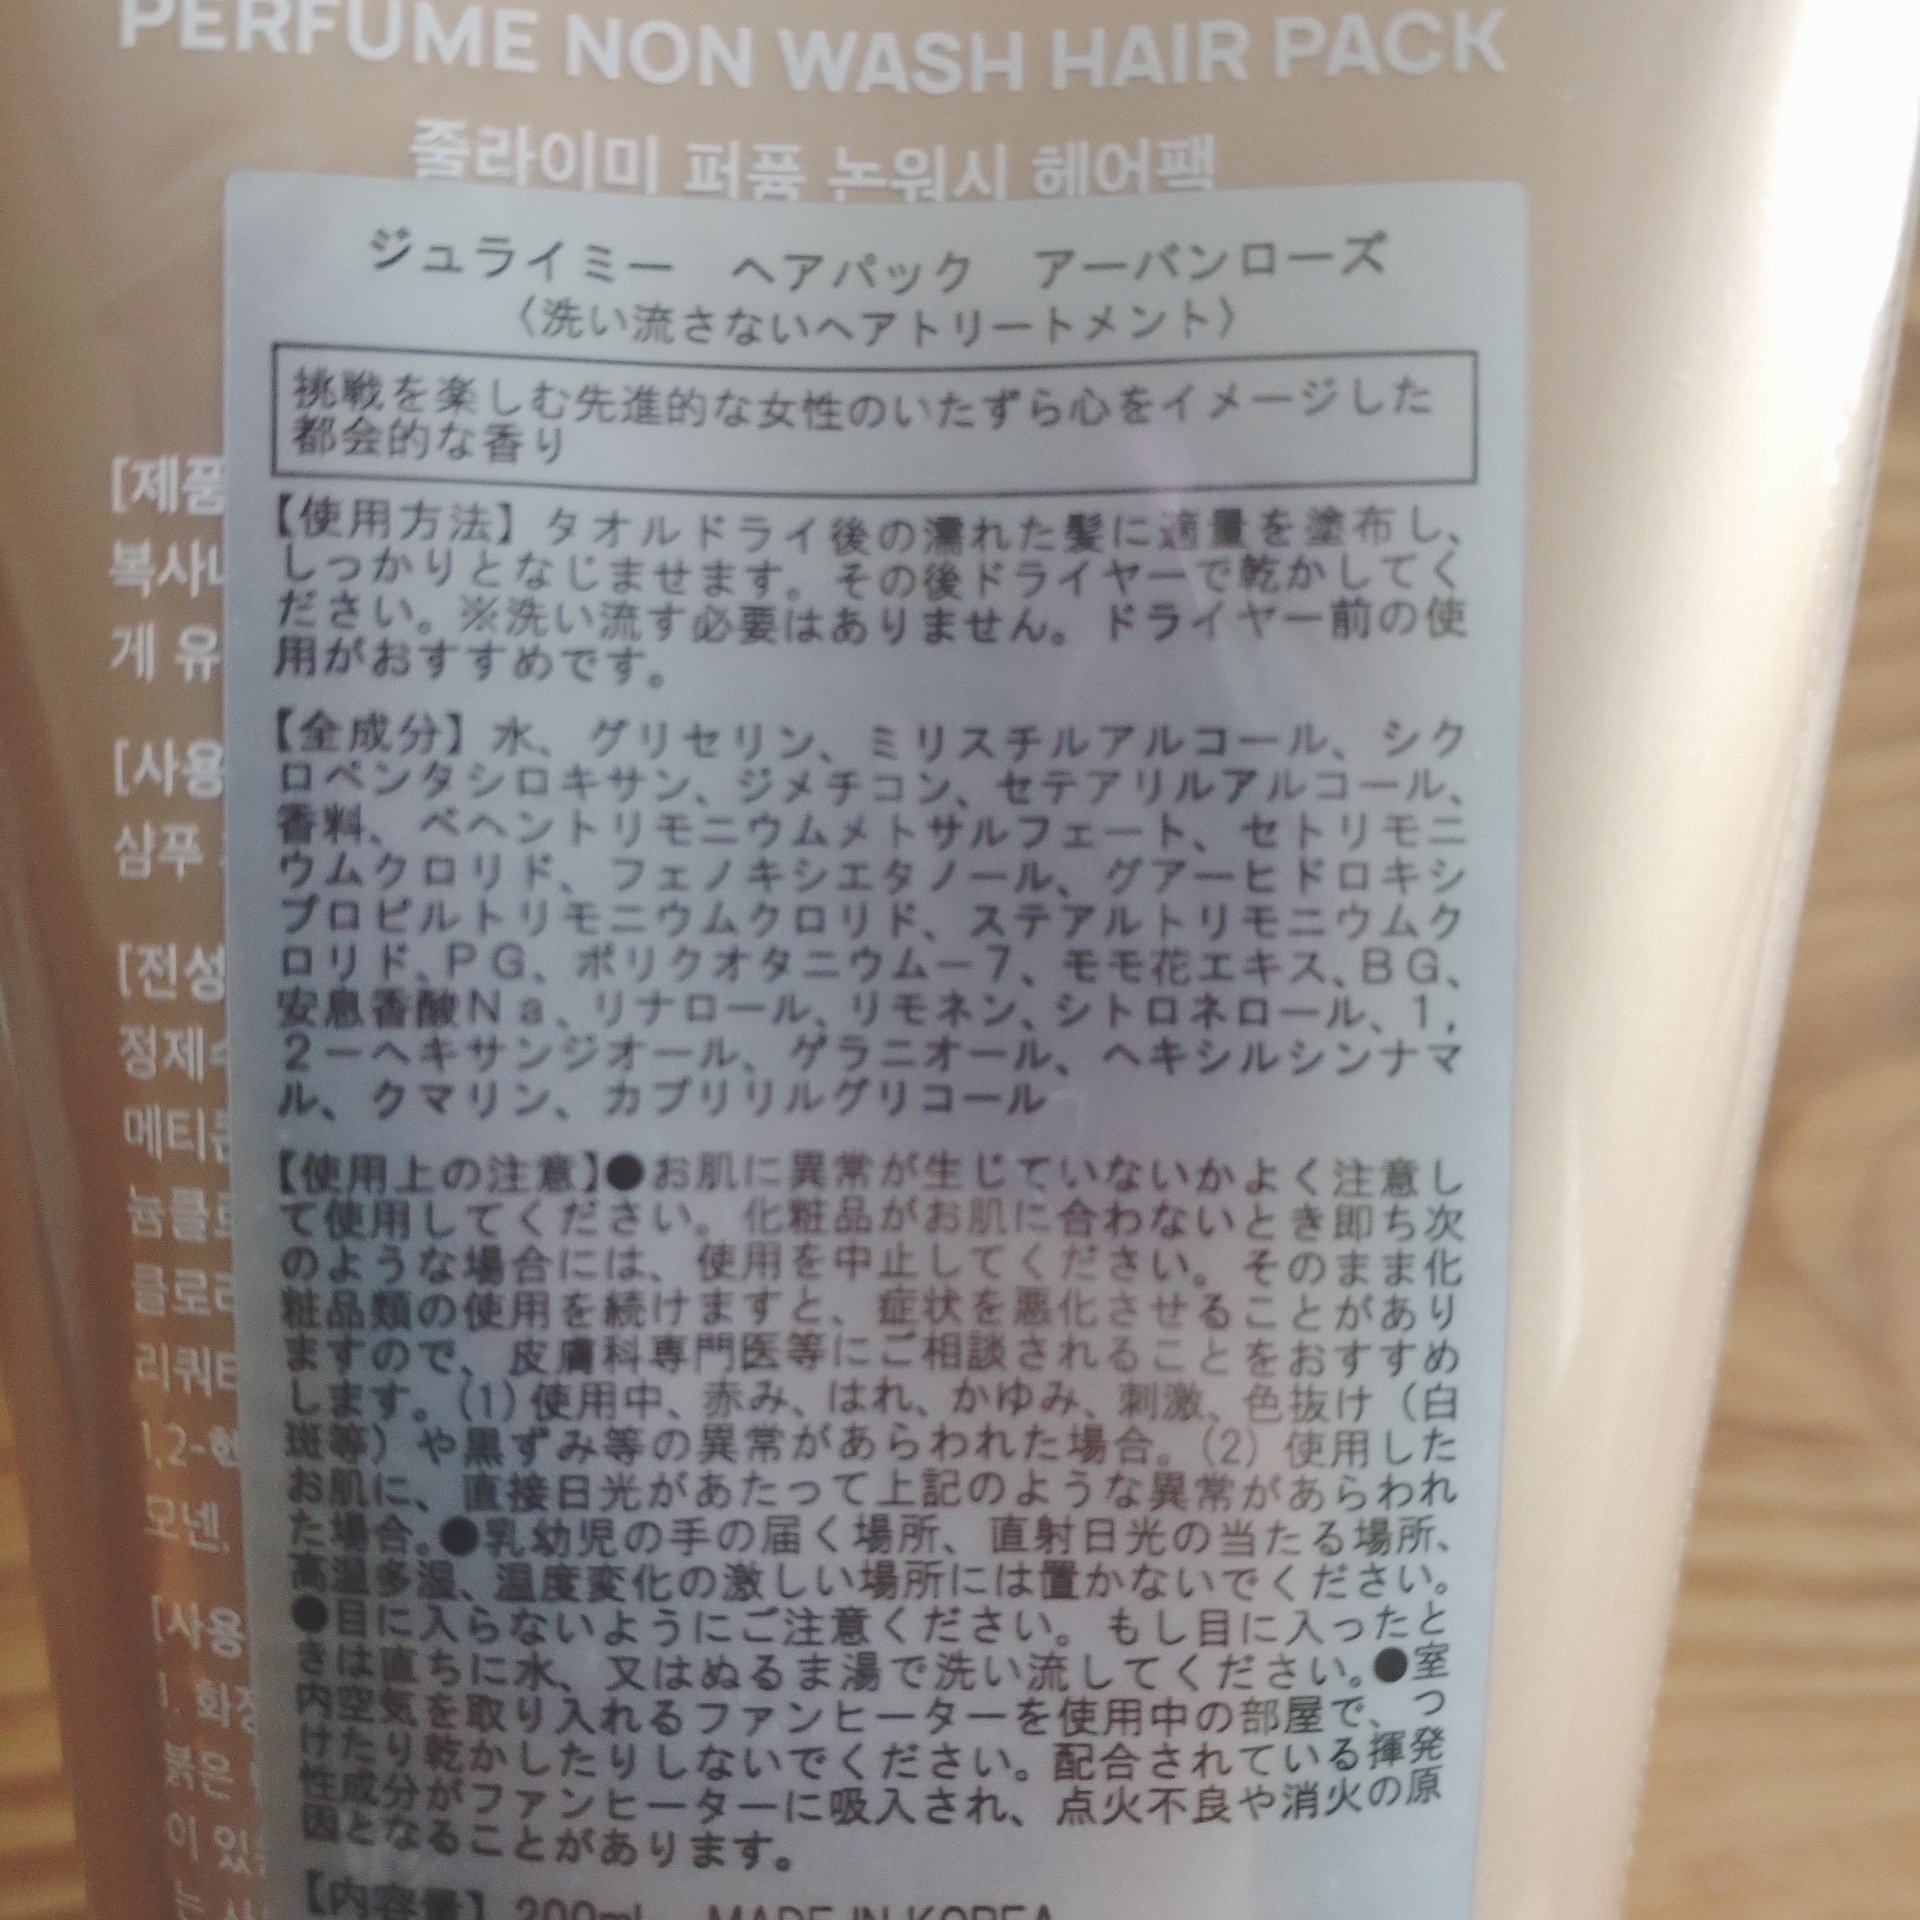 PERFUME NON WASH HAIR PACK
줄라이미 퍼퓸 논워시 헤어팩
ジュライミー ヘアパック アーバンローズ
〈洗い流さないヘアトリートメント〉
挑戦を楽しむ先進的な女性のいたずら心をイメージした
都会的な香り
[제품
복사
게 유
【使用方法】タオルドライ後の濡れた髪に適量を塗布し、
しっかりとなじませます。その後ドライヤーで乾かしてく
ださい。※洗い流す必要はありません。ドライヤー前の使
用がおすすめです。
[사용
샴푸
【全成分】水、グリセリン、ミリスチルアルコール、シク
ロペンタシロキサン、ジメチコン、セテアリルアルコール、
香料、ベヘントリモニウムメトサルフェート、セトリモニ
ウムクロリド、フェノキシエタノール、グアーヒドロキシ
プロピルトリモニウムクロリド、ステアルトリモニウムク
ロリド、PG、ポリクオタニウム－7、モモ花エキス、BG、
安息香酸Na、リナロール、リモネン、シトロネロール、1，
2－ヘキサンジオール、ゲラニオール、ヘキシルシンナマ
ル、クマリン、カプリリルグリコール
[전성
정제수
메티
늄클로
클로
리쿼
1,2-헥
모넨,
【使用上の注意】●お肌に異常が生じていないかよく注意し
て使用してください。化粧品がお肌に合わないとき即ち次
のような場合には、使用を中止してください。そのまま化
粧品類の使用を続けますと、症状を悪化させることがあり
ますので、皮膚科専門医等にご相談されることをおすすめ
します。(1)使用中、赤み、はれ、かゆみ、刺激、色抜け（白
斑等）や黒ずみ等の異常があらわれた場合。(2) 使用した
お肌に、直接日光があたって上記のような異常があらわれ
た場合。●乳幼児の手の届く場所、直射日光の当たる場所、
高温多湿、温度変化の激しい場所には置かないでください。
●目に入らないようにご注意ください。もし目に入ったと
きは直ちに水、又はぬるま湯で洗い流してください。●室
内空気を取り入れるファンヒーターを使用中の部屋で、つ
けたり乾かしたりしないでください。配合されている揮発
性成分がファンヒーターに吸入され、点火不良や消火の原
因となることがあります。
[사용
1. 화장
붉은
이 있
는
【内容量】200mL MADE IN KOREA